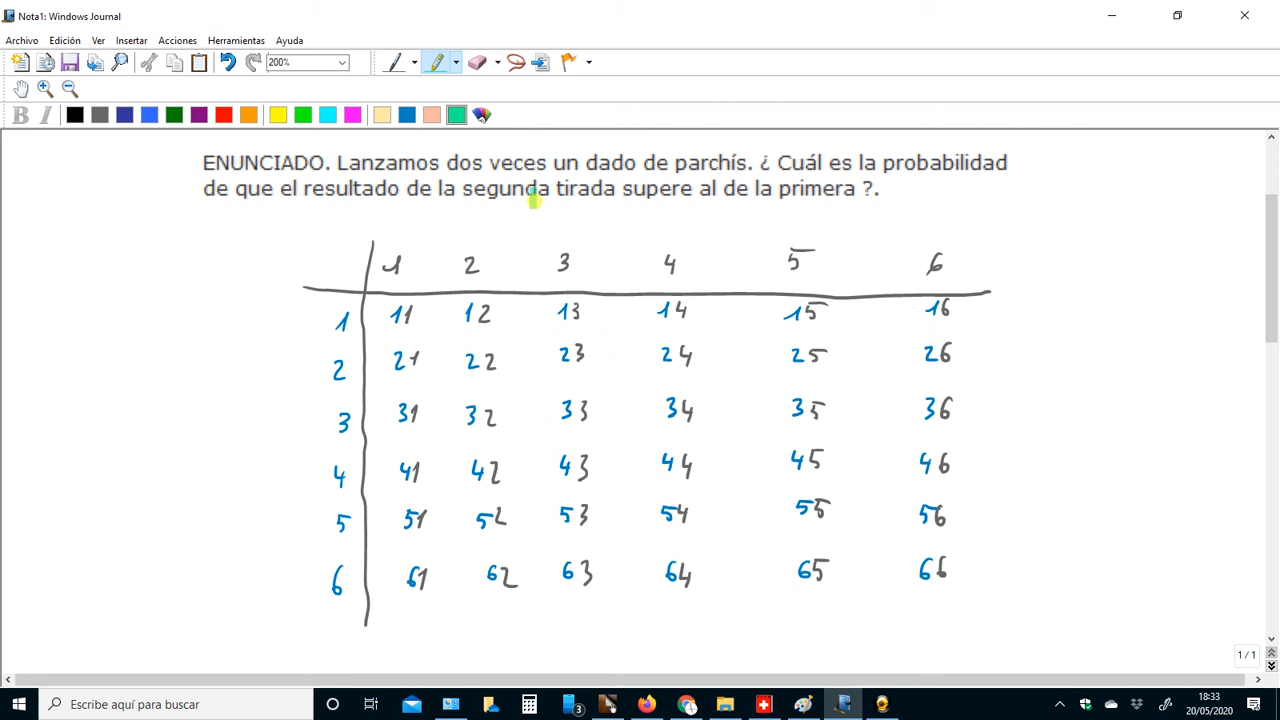 Nota1: Windows Journal
Archivo Edición Ver Insertar Acciones Herramientas Ayuda
200%
B I
ENUNCIADO. Lanzamos dos veces un dado de parchís. ¿ Cuál es la probabilidad
de que el resultado de la segunda tirada supere al de la primera ?.
1 2 3 4 5 6
1 11 12 13 14 15 16
2 21 22 23 24 25 26
3 31 32 33 34 35 36
4 41 42 43 44 45 46
5 51 52 53 54 55 56
6 61 62 63 64 65 66
1 / 1
Escribe aquí para buscar
3
18:33
20/05/2020